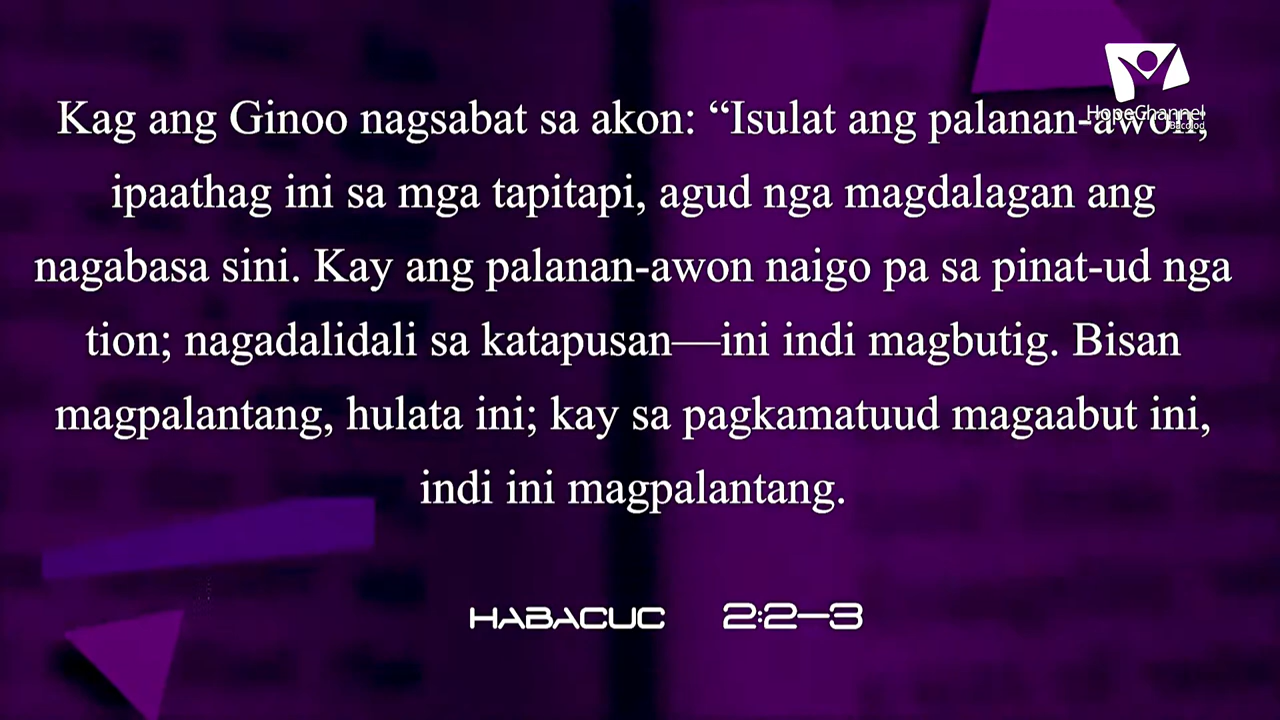 HopeChannel
Bacolod
Kag ang Ginoo nagsabat sa akon: “Isulat ang palanan-awon,
ipaathag ini sa mga tapitapi, agud nga magdalagan ang
nagabasa sini. Kay ang palanan-awon naigo pa sa pinat-ud nga
tion; nagadalidali sa katapusan—ini indi magbutig. Bisan
magpalantang, hulata ini; kay sa pagkamatuud magaabut ini,
indi ini magpalantang.
HABACUC 2:2–3